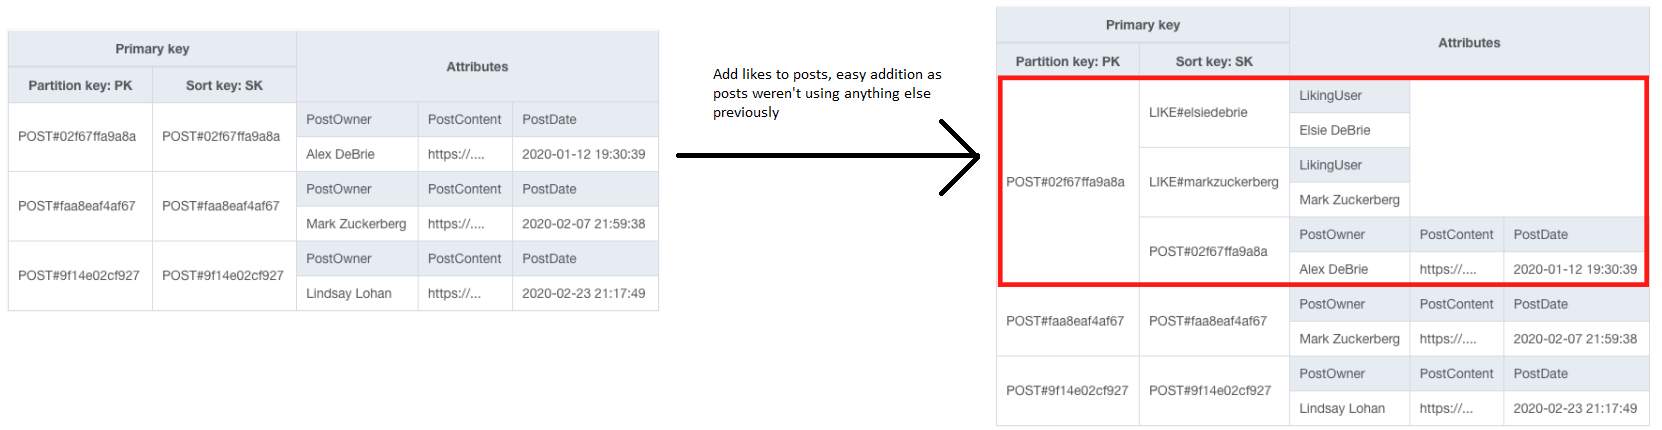 Primary key
Attributes
Partition key: PK Sort key: SK
POST#02f67ffa9a8a POST#02f67ffa9a8a
PostOwner PostContent PostDate
Alex DeBrie https://.... 2020-01-12 19:30:39
POST#faa8eaf4af67 POST#faa8eaf4af67
PostOwner PostContent PostDate
Mark Zuckerberg https://.... 2020-02-07 21:59:38
POST#9f14e02cf927 POST#9f14e02cf927
PostOwner PostContent PostDate
Lindsay Lohan https://... 2020-02-23 21:17:49
Add likes to posts, easy addition as
posts weren't using anything else
previously
Primary key
Attributes
Partition key: PK Sort key: SK
POST#02f67ffa9a8a
LIKE#elsiedebrie
LikingUser
Elsie DeBrie
LIKE#markzuckerberg
LikingUser
Mark Zuckerberg
POST#02f67ffa9a8a
PostOwner PostContent PostDate
Alex DeBrie https://.... 2020-01-12 19:30:39
POST#faa8eaf4af67 POST#faa8eaf4af67
PostOwner PostContent PostDate
Mark Zuckerberg https://.... 2020-02-07 21:59:38
POST#9f14e02cf927 POST#9f14e02cf927
PostOwner PostContent PostDate
Lindsay Lohan https://... 2020-02-23 21:17:49